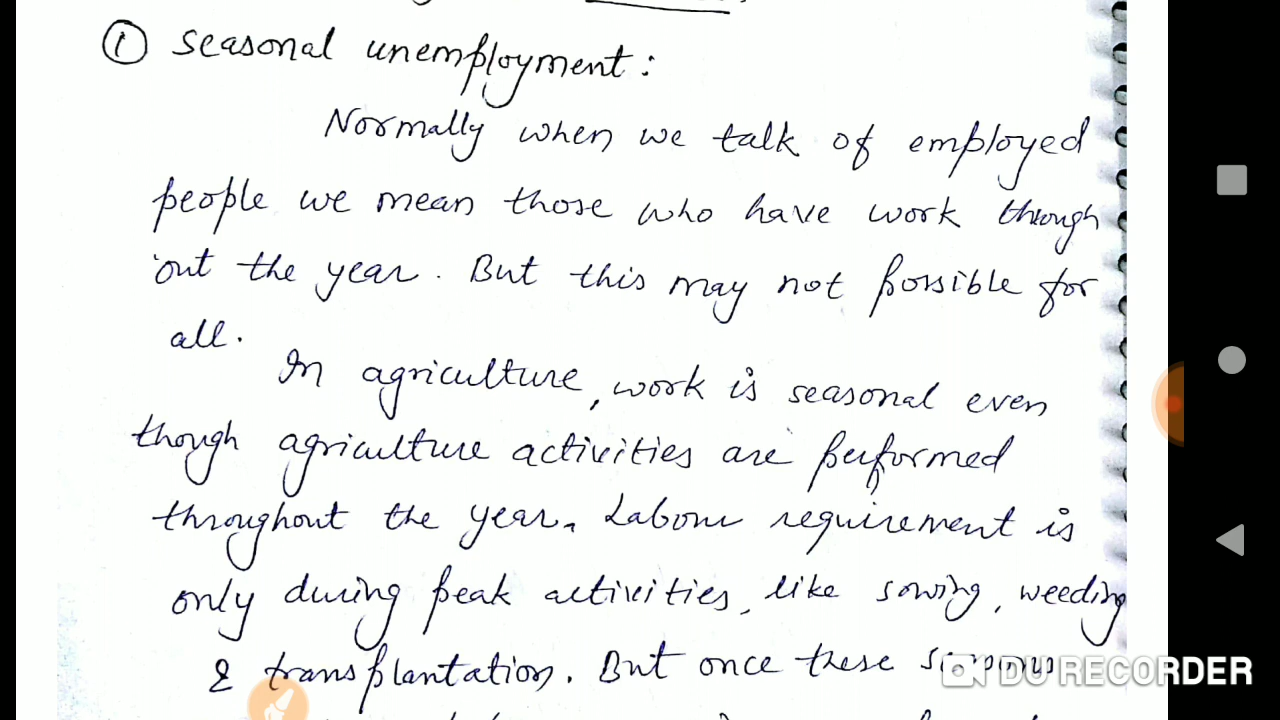 ① Seasonal unemployment:
Normally when we talk of employed
people we mean those who have work through
out the year. But this may not possible for
all.
In agriculture, work is seasonal even
though agriculture activities are performed
throughout the year. Labour requirement is
only during peak activities, like sowing, weeding
& transplantation. But once these
DU RECORDER